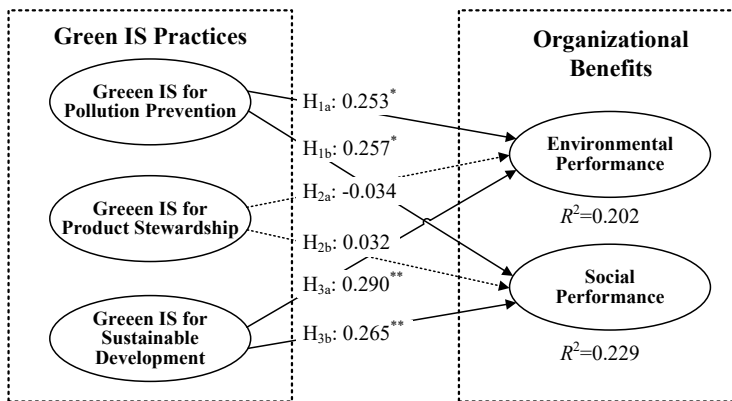 Green IS Practices
Greeen IS for
Pollution Prevention
Greeen IS for
Product Stewardship
Greeen IS for
Sustainable
Development
H1a: 0.253*
H1b: 0.257*
H2a: -0.034
H2b: 0.032
H3a: 0.290**
H3b: 0.265**
Organizational
Benefits
Environmental
Performance
R²=0.202
Social
Performance
R²=0.229